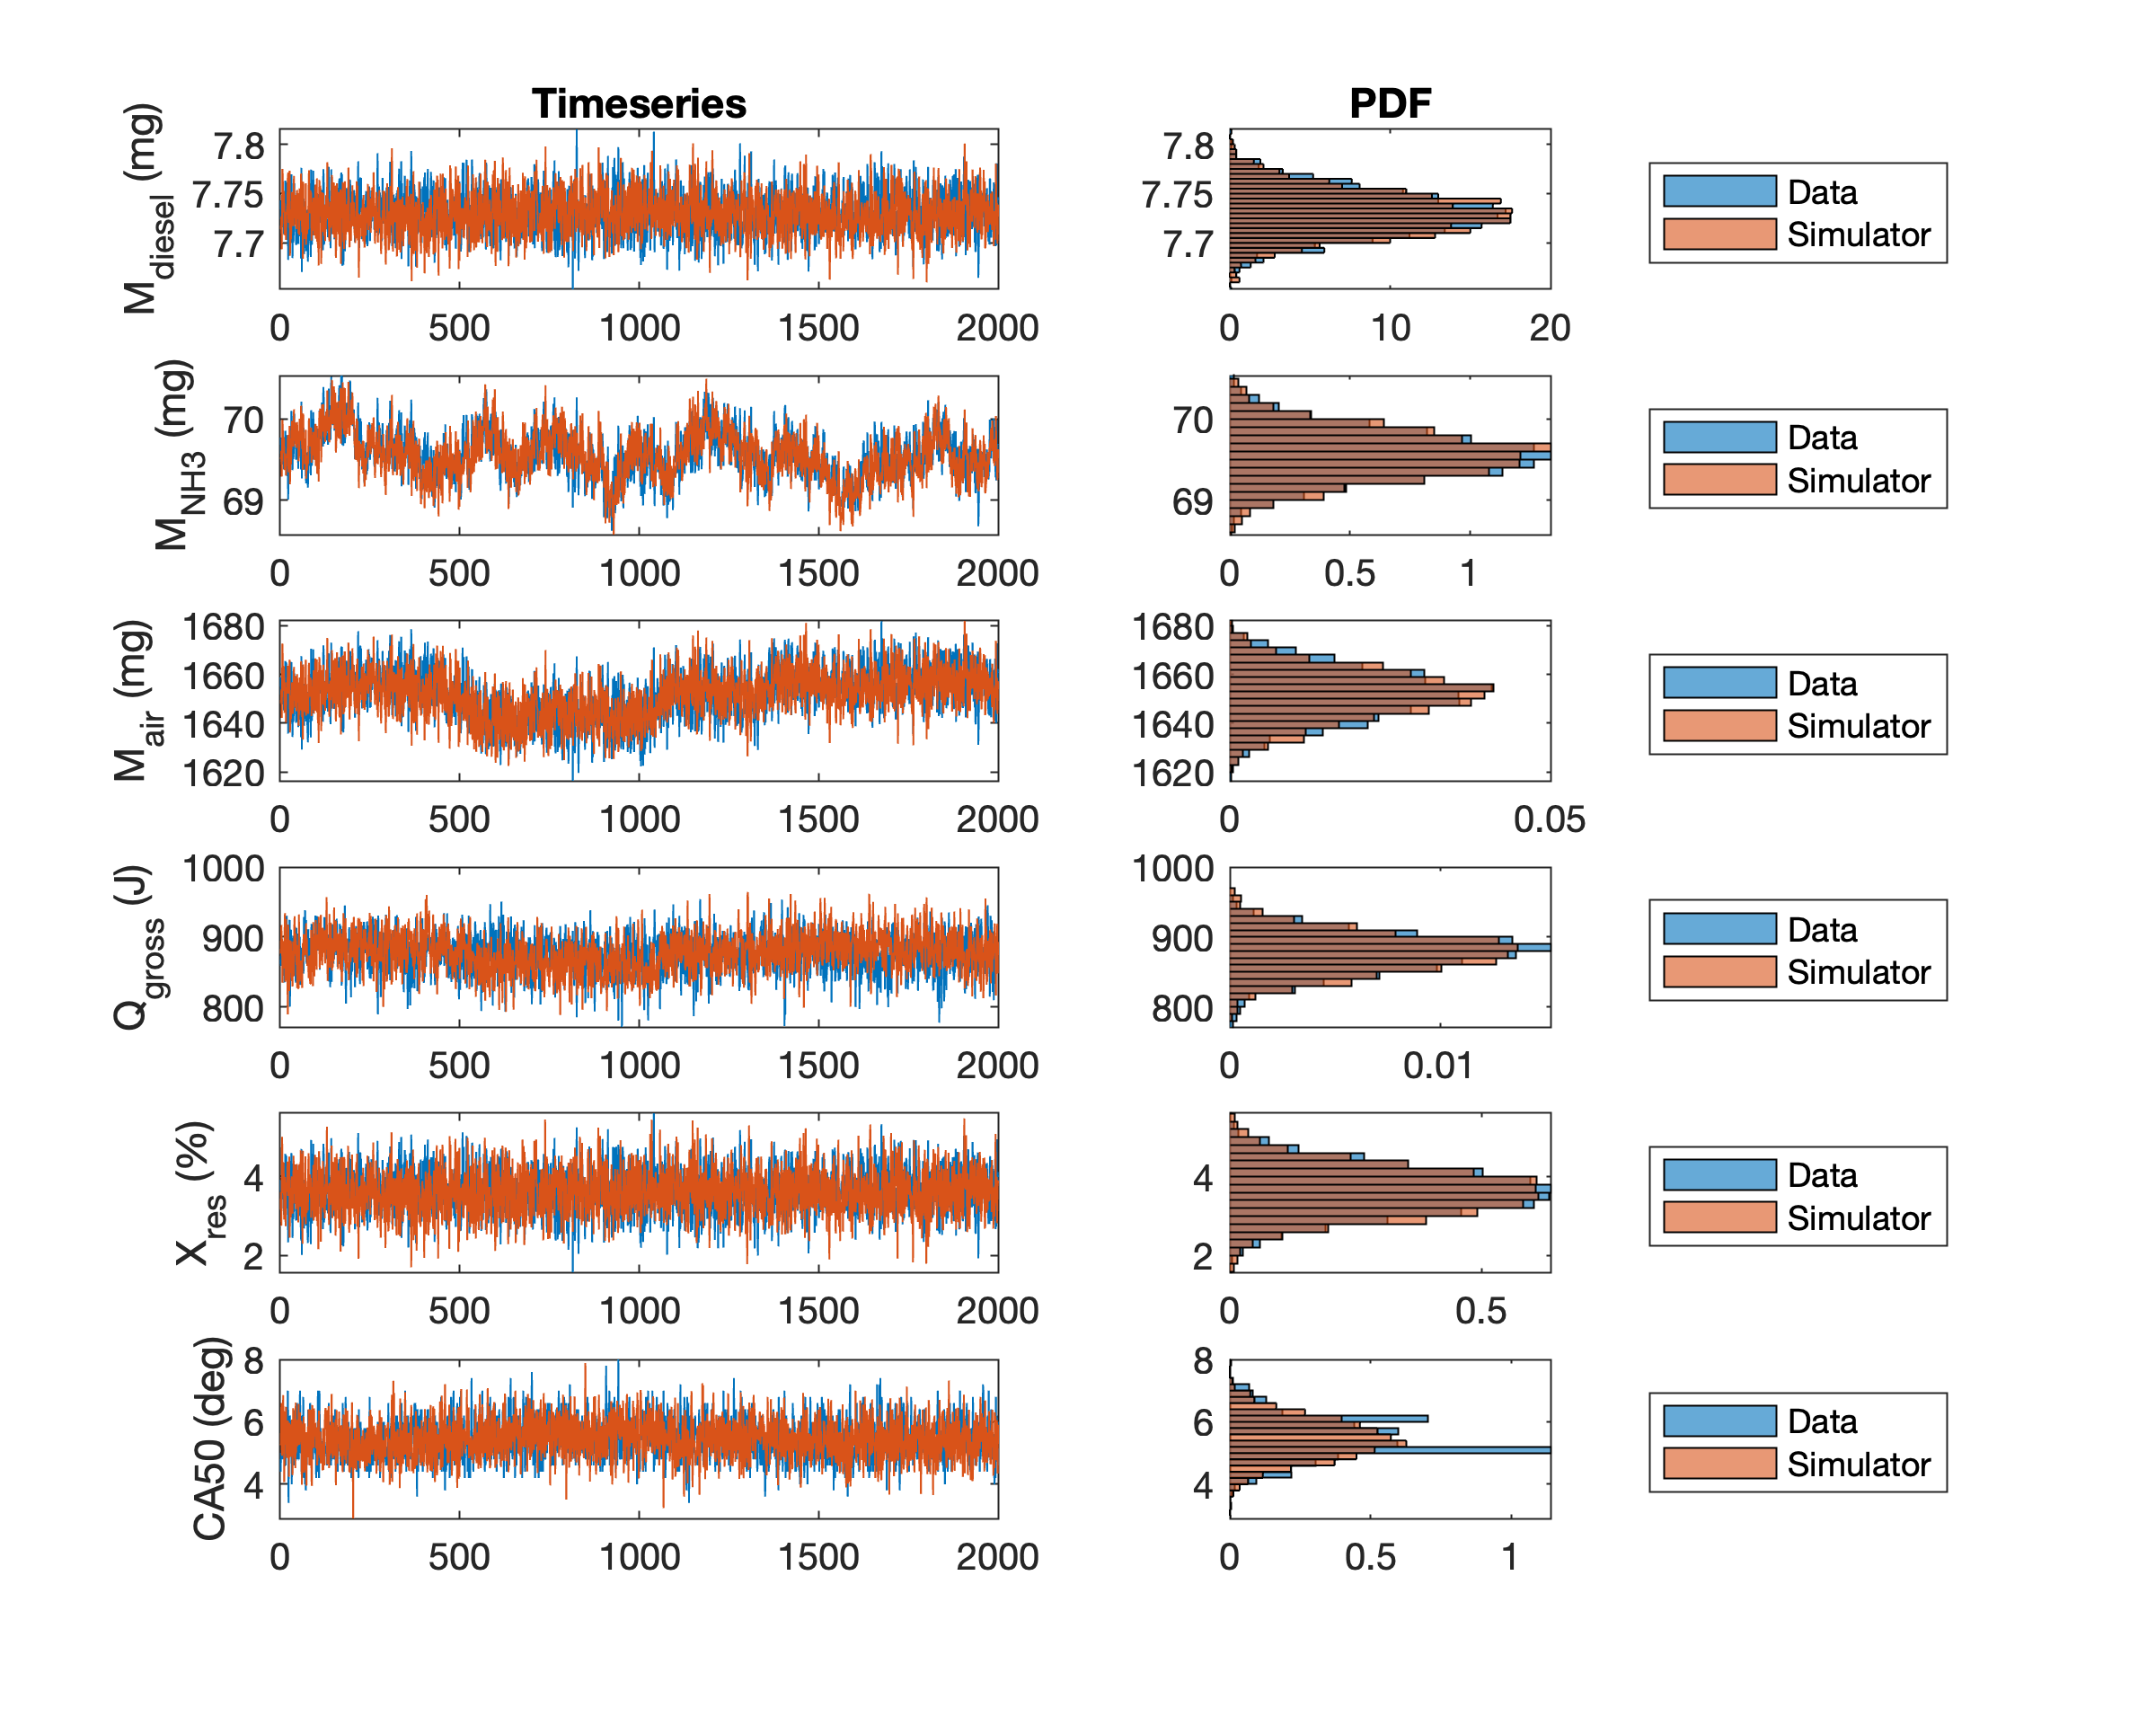 Timeseries PDF
M_diesel (mg)
7.8
7.75
7.7
0 500 1000 1500 2000
7.8
7.75
7.7
0 10 20
Data
Simulator
M_NH3 (mg)
70
69
0 500 1000 1500 2000
70
69
0 0.5 1
Data
Simulator
M_air (mg)
1680
1660
1640
1620
0 500 1000 1500 2000
1680
1660
1640
1620
0 0.05
Data
Simulator
Q_gross (J)
1000
900
800
0 500 1000 1500 2000
1000
900
800
0 0.01
Data
Simulator
X_res (%)
4
2
0 500 1000 1500 2000
4
2
0 0.5
Data
Simulator
CA50 (deg)
8
6
4
0 500 1000 1500 2000
8
6
4
0 0.5 1
Data
Simulator